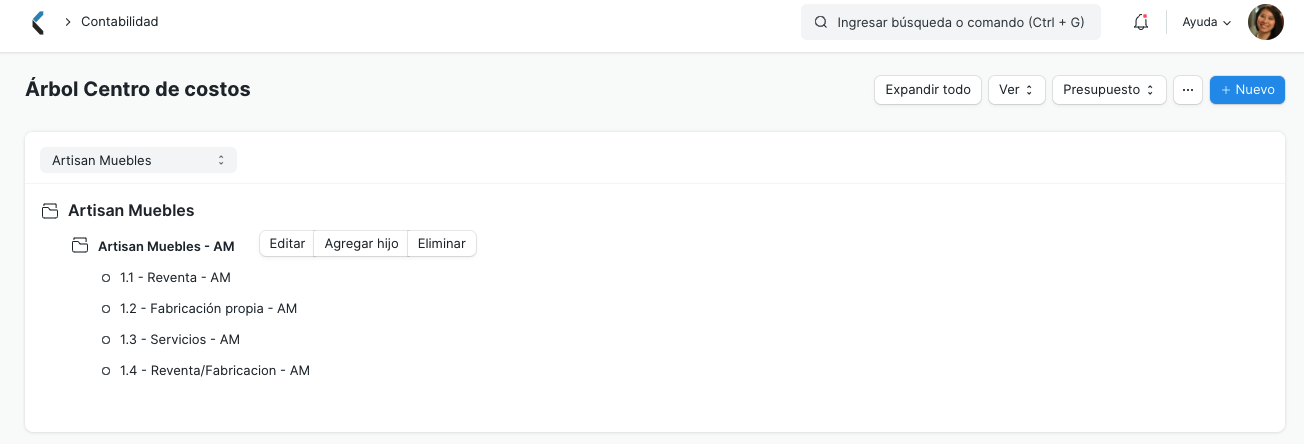 Contabilidad
Ingresar búsqueda o comando (Ctrl + G)
Ayuda
Árbol Centro de costos
Expandir todo
Ver
Presupuesto
···
+ Nuevo
Artisan Muebles
Artisan Muebles
Artisan Muebles - AM
Editar
Agregar hijo
Eliminar
1.1 - Reventa - AM
1.2 - Fabricación propia - AM
1.3 - Servicios - AM
1.4 - Reventa/Fabricacion - AM